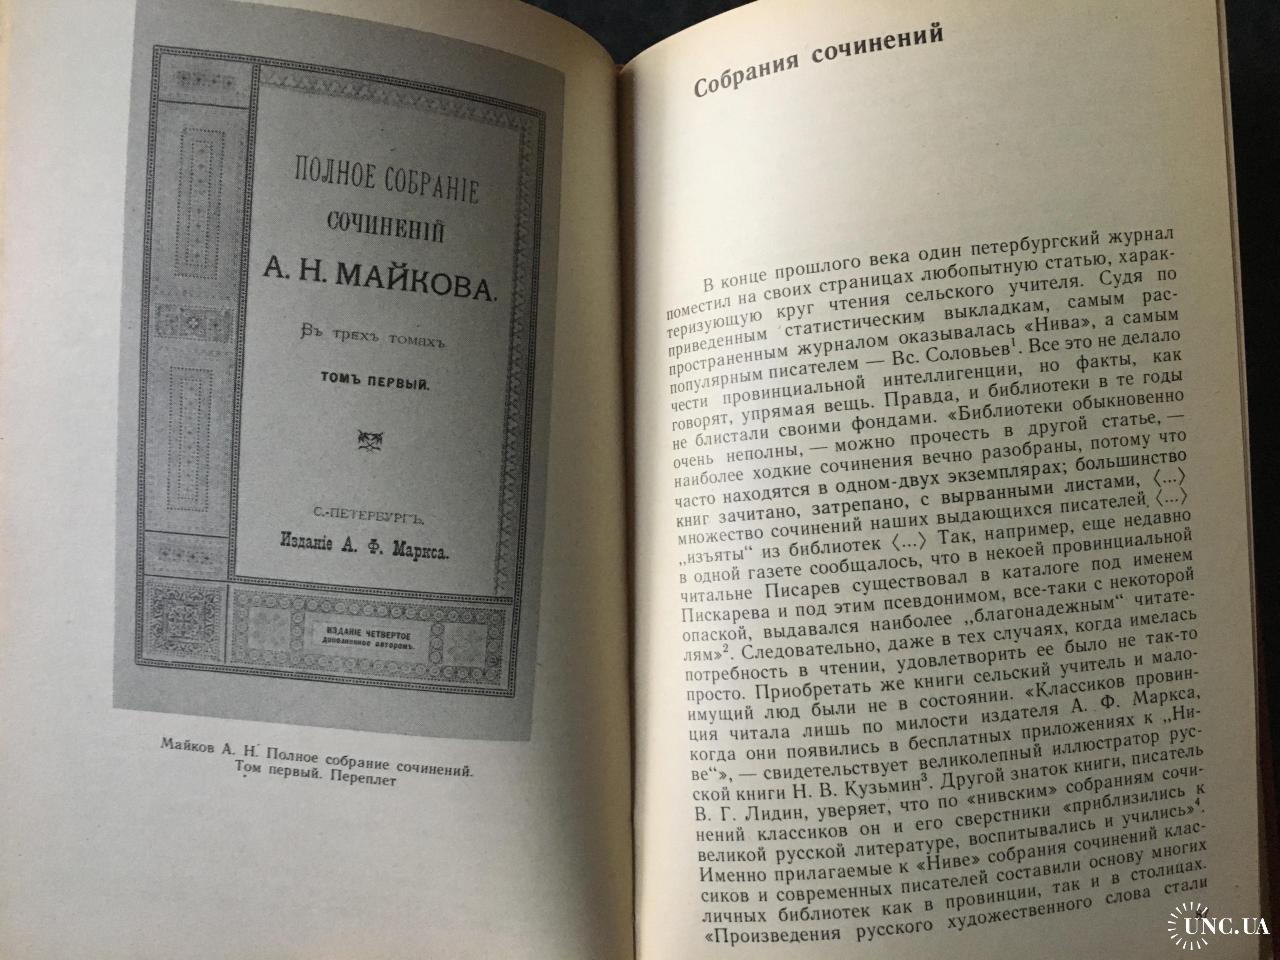 ПОЛНОЕ СОБРАНІЕ
СОЧИНЕНІЙ
А. Н. МАЙКОВА.
Въ трехъ томахъ
ТОМЪ ПЕРВЫЙ.
С.-ПЕТЕРБУРГЪ.
Изданіе А. Ф. Маркса.
ИЗДАНІЕ ЧЕТВЕРТОЕ
дополненное авторомъ.
Майков А. Н. Полное собрание сочинений.
Том первый. Переплет
Собрания сочинений
В конце прошлого века один петербургский журнал
поместил на своих страницах любопытную статью, харак-
теризующую круг чтения сельского учителя. Судя по
приведенным статистическим выкладкам, самым рас-
пространенным журналом оказывалась «Нива», а самым
популярным писателем — Вс. Соловьев¹. Все это не делало
чести провинциальной интеллигенции, но факты, как
говорят, упрямая вещь. Правда, и библиотеки в те годы
не блистали своими фондами. «Библиотеки обыкновенно
очень неполны, — можно прочесть в другой статье, —
наиболее ходкие сочинения вечно разобраны, потому что
часто находятся в одном-двух экземплярах; большинство
книг зачитано, затрепано, с вырванными листами, ⟨...⟩
множество сочинений наших выдающихся писателей ⟨...⟩
„изъяты“ из библиотек ⟨...⟩ Так, например, еще недавно
в одной газете сообщалось, что в некоей провинциальной
читальне Писарев существовал в каталоге под именем
Пискарева и под этим псевдонимом, все-таки с некоторой
опаской, выдавался наиболее „благонадежным“ читате-
лям»². Следовательно, даже в тех случаях, когда имелась
потребность в чтении, удовлетворить ее было не так-то
просто. Приобретать же книги сельский учитель и мало-
имущий люд были не в состоянии. «Классиков провин-
ция читала лишь по милости издателя А. Ф. Маркса,
когда они появились в бесплатных приложениях к „Ни-
ве“», — свидетельствует великолепный иллюстратор рус-
ской книги Н. В. Кузьмин³. Другой знаток книги, писатель
В. Г. Лидин, уверяет, что по «нивским» собраниям сочи-
нений классиков он и его сверстники «приблизились к
великой русской литературе, воспитывались и учились»⁴.
Именно прилагаемые к «Ниве» собрания сочинений клас-
сиков и современных писателей составили основу многих
личных библиотек как в провинции, так и в столицах.
«Произведения русского художественного слова стали
UNC.UA